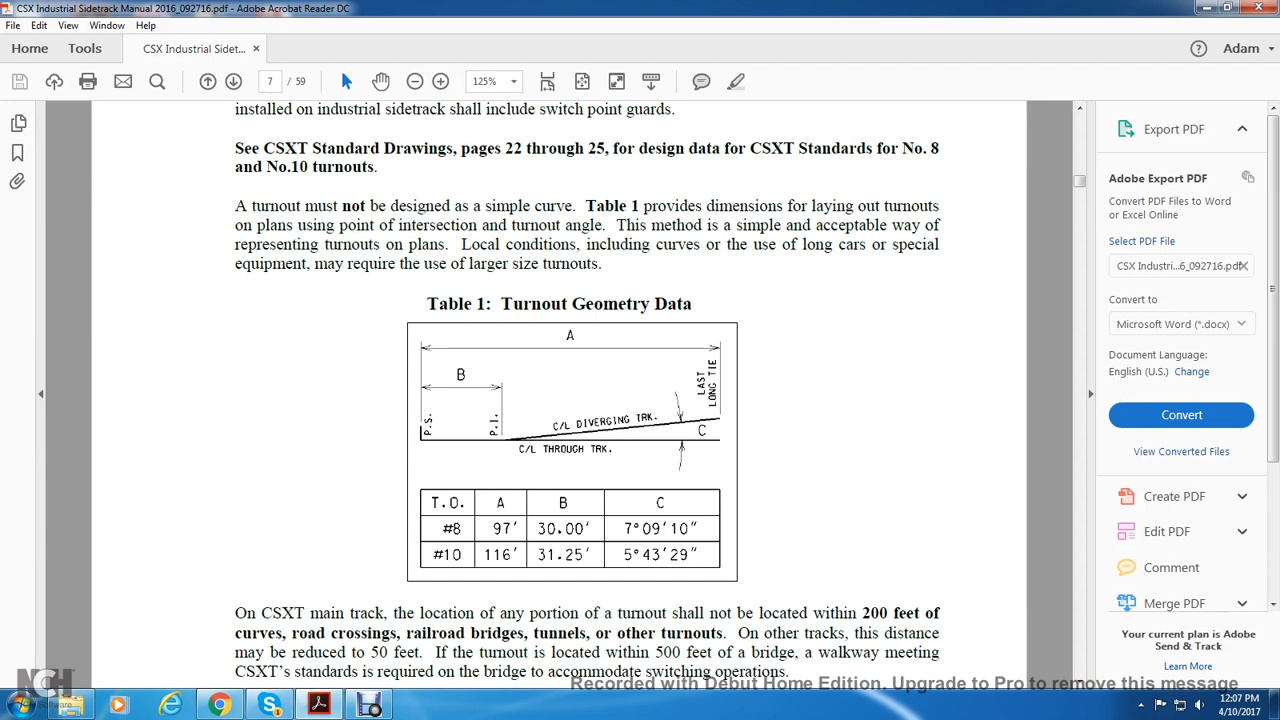 CSX Industrial Sidetrack Manual 2016_092716.pdf - Adobe Acrobat Reader DC
File Edit View Window Help
Home Tools CSX Industrial Sidet... × Adam
7 / 59 125%
installed on industrial sidetrack shall include switch point guards.
See CSXT Standard Drawings, pages 22 through 25, for design data for CSXT Standards for No. 8
and No.10 turnouts.
A turnout must not be designed as a simple curve. Table 1 provides dimensions for laying out turnouts
on plans using point of intersection and turnout angle. This method is a simple and acceptable way of
representing turnouts on plans. Local conditions, including curves or the use of long cars or special
equipment, may require the use of larger size turnouts.
Table 1: Turnout Geometry Data
A
B
LAST
LONG TIE
P.S.
P.I.
C/L DIVERGING TRK.
C
C/L THROUGH TRK.
T.O. A B C
#8 97' 30.00' 7°09'10"
#10 116' 31.25' 5°43'29"
On CSXT main track, the location of any portion of a turnout shall not be located within 200 feet of
curves, road crossings, railroad bridges, tunnels, or other turnouts. On other tracks, this distance
may be reduced to 50 feet. If the turnout is located within 500 feet of a bridge, a walkway meeting
CSXT's standards is required on the bridge to accommodate switching operations.
Export PDF
Adobe Export PDF
Convert PDF Files to Word
or Excel Online
Select PDF File
CSX Industri...6_092716.pdf
Convert to
Microsoft Word (*.docx)
Document Language:
English (U.S.) Change
Convert
View Converted Files
Create PDF
Edit PDF
Comment
Merge PDF
Your current plan is Adobe
Send & Track
Learn More
NCH
Software
Recorded with Debut Home Edition. Upgrade to Pro to remove this message
12:07 PM
4/10/2017